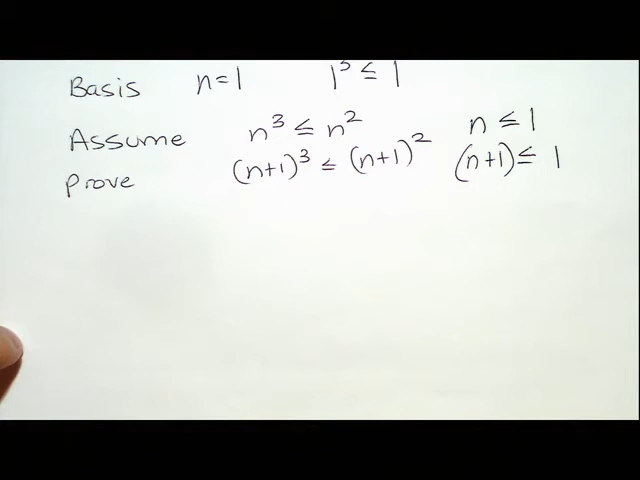 Basis n=1 1³ ≤ 1
Assume n³ ≤ n² n ≤ 1
Prove (n+1)³ ≤ (n+1)² (n+1) ≤ 1